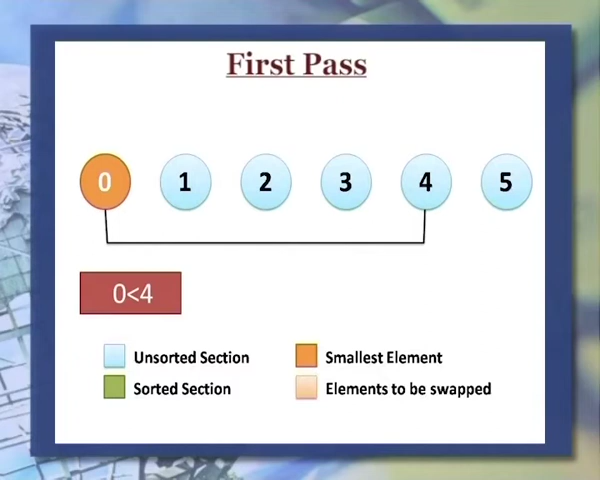 First Pass
0 1 2 3 4 5
0<4
Unsorted Section Smallest Element
Sorted Section Elements to be swapped